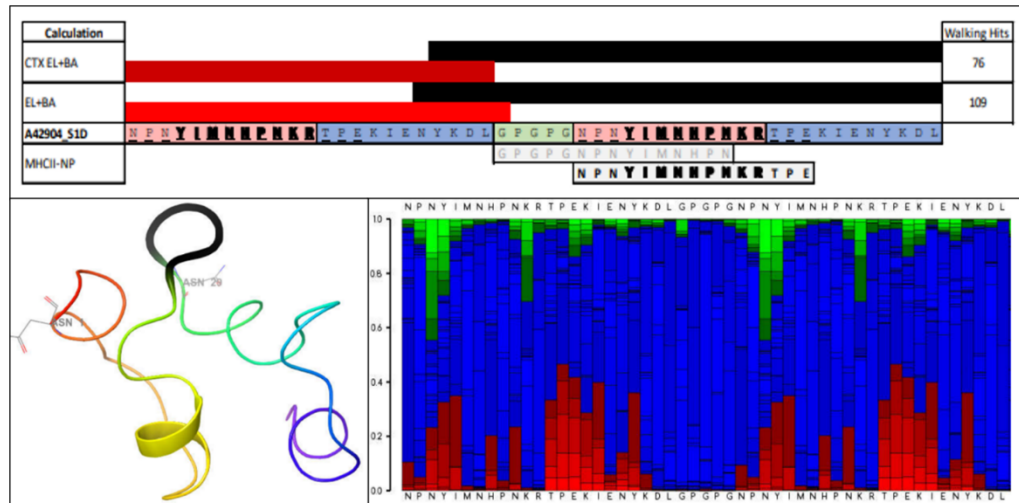 Calculation Walking Hits
CTX EL+BA 76
EL+BA 109
A42904_S1D N P N Y I M N H P N K R T P E K I E N Y K D L G P G P G N P N Y I M N H P N K R T P E K I E N Y K D L
G P G P G N P N Y I M N H P N
MHCII-NP
N P N Y I M N H P N K R T P E
ASN 29
ASN 1
N P N Y I M N H P N K R T P E K I E N Y K D L G P G P G N P N Y I M N H P N K R T P E K I E N Y K D L
1.0
0.8
0.6
0.4
0.2
0.0
N P N Y I M N H P N K R T P E K I E N Y K D L G P G P G N P N Y I M N H P N K R T P E K I E N Y K D L